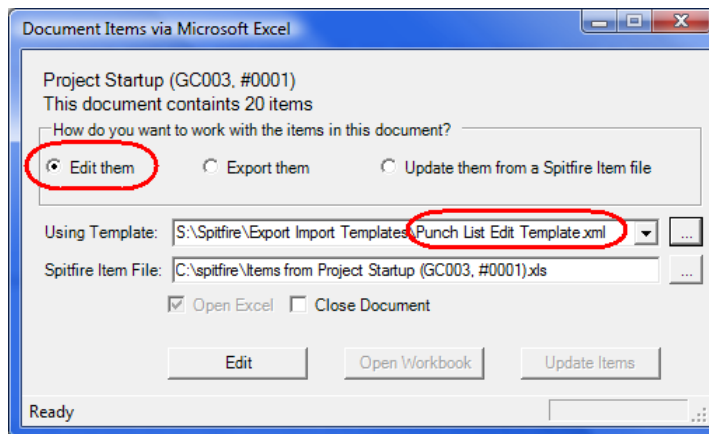 Document Items via Microsoft Excel
Project Startup (GC003, #0001)
This document containts 20 items
How do you want to work with the items in this document?
Edit them Export them Update them from a Spitfire Item file
Using Template: S:\Spitfire\Export Import Templates\Punch List Edit Template.xml ...
Spitfire Item File: C:\spitfire\Items from Project Startup (GC003, #0001).xls ...
Open Excel Close Document
Edit Open Workbook Update Items
Ready